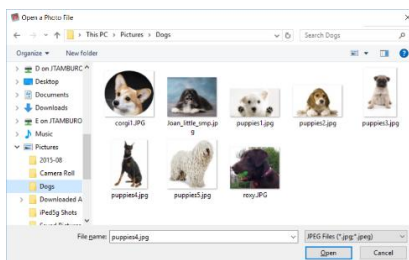 Open a Photo File
This PC > Pictures > Dogs
Search Dogs
Organize
New folder
D on JTAMBURC
Desktop
Documents
Downloads
E on JTAMBURO
Music
Pictures
2015-08
Camera Roll
Dogs
Downloaded A
iPed5g Shots
Saved Pictures
corgi1.JPG
Joan_little_smp.jp
g
puppies1.jpg
puppies2.jpg
puppies3.jpg
puppies4.jpg
puppies5.jpg
rexy.JPG
File name: puppies4.jpg
JPEG Files (*.jpg;*.jpeg)
Open
Cancel